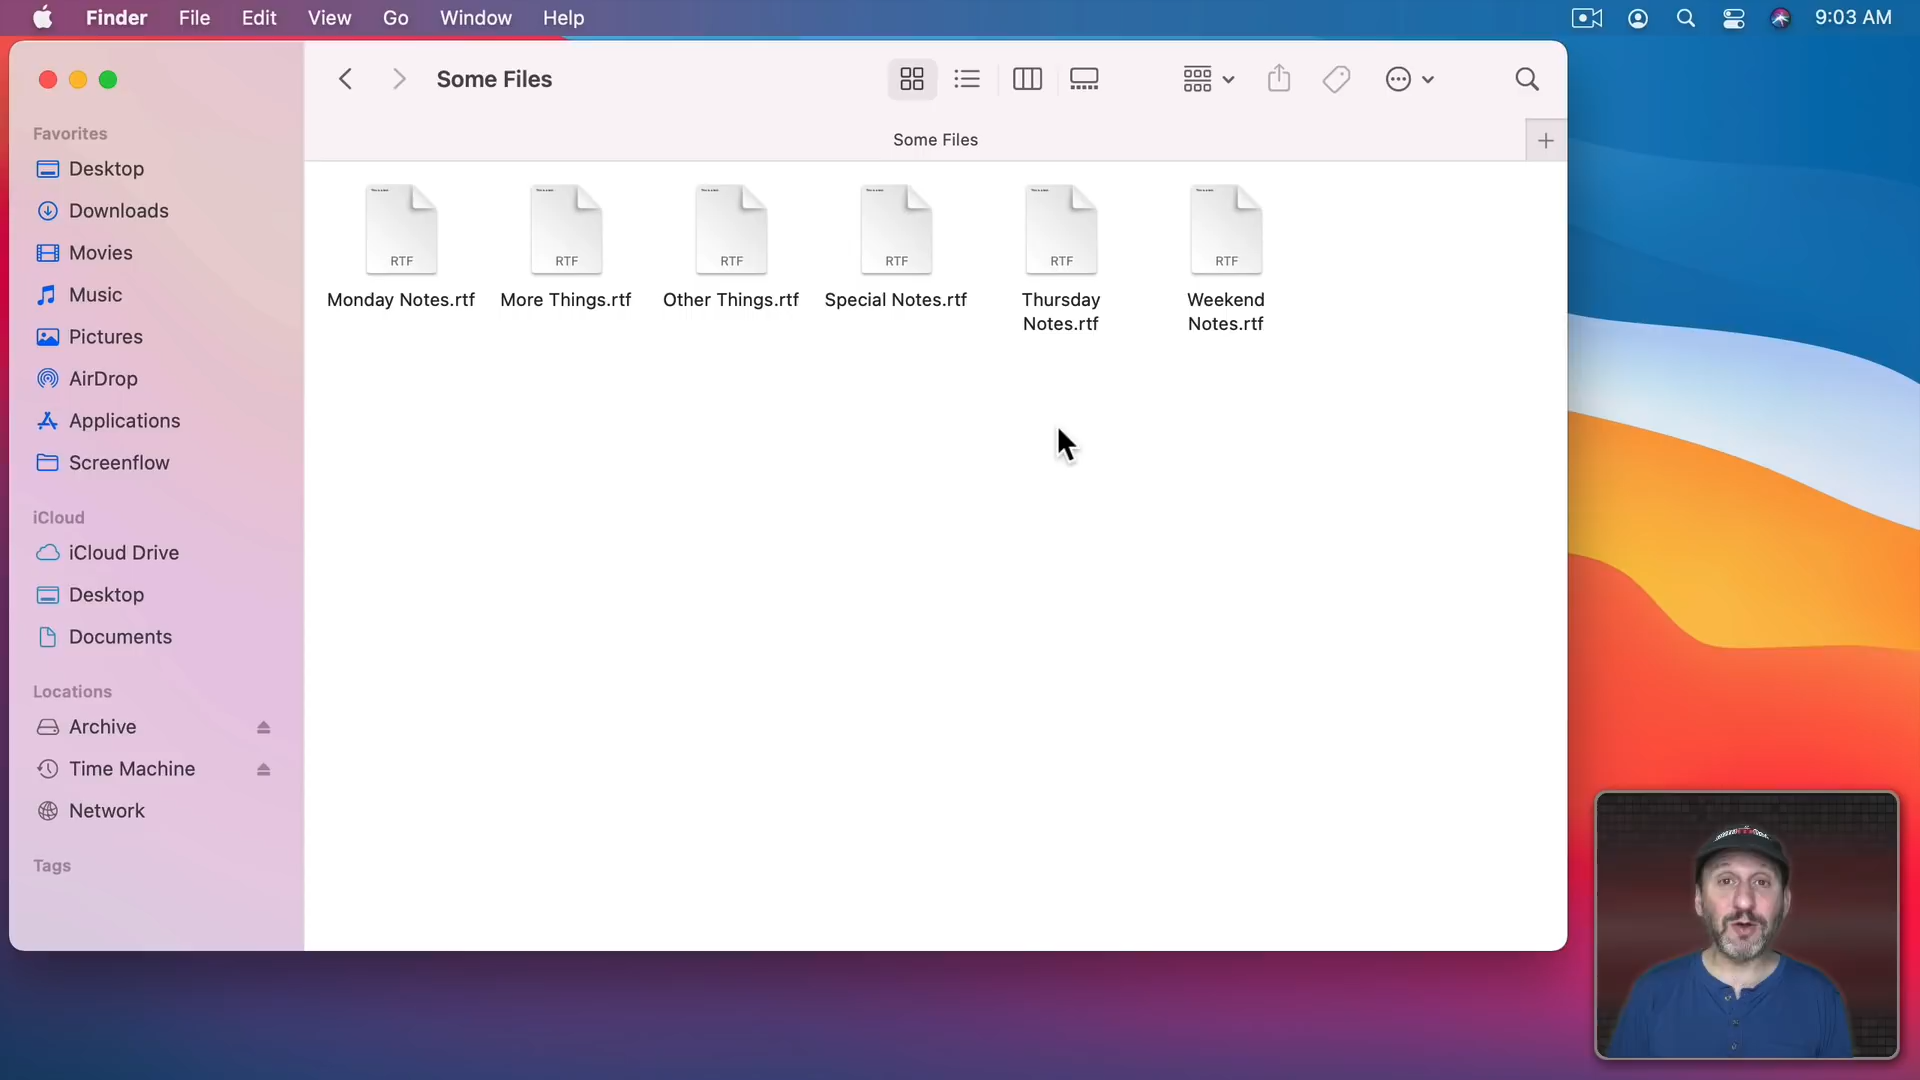 Finder File Edit View Go Window Help 9:03 AM
Some Files
Some Files
Favorites
Desktop
Downloads
Movies
Music
Pictures
AirDrop
Applications
Screenflow
iCloud
iCloud Drive
Desktop
Documents
Locations
Archive
Time Machine
Network
Tags
RTF RTF RTF RTF RTF RTF
Monday Notes.rtf More Things.rtf Other Things.rtf Special Notes.rtf Thursday Weekend
Notes.rtf Notes.rtf